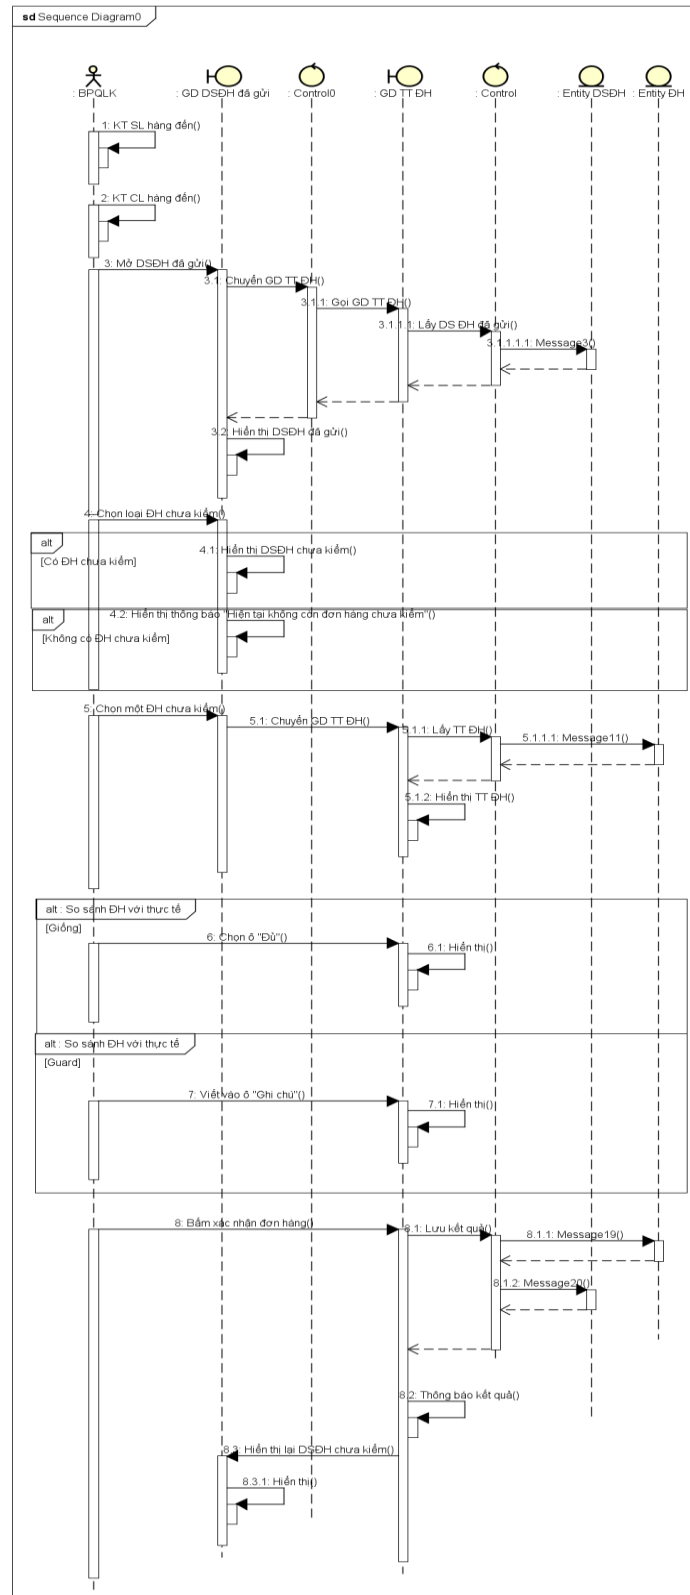 sd Sequence Diagram0
: BPQLK
: GD DSĐH đã gửi
: Control0
: GD TT ĐH
: Control
: Entity DSĐH
: Entity ĐH
1: KT SL hàng đến()
2: KT CL hàng đến()
3: Mở DSĐH đã gửi()
3.1: Chuyển GD TT ĐH()
3.1.1: Gọi GD TT ĐH()
3.1.1.1: Lấy DS ĐH đã gửi()
3.1.1.1.1: Message3()
3.2: Hiển thị DSĐH đã gửi()
4: Chọn loại ĐH chưa kiểm()
alt
[Có ĐH chưa kiểm]
4.1: Hiển thị DSĐH chưa kiểm()
alt
4.2: Hiển thị thông báo "Hiện tại không còn đơn hàng chưa kiểm"()
[Không có ĐH chưa kiểm]
5: Chọn một ĐH chưa kiểm()
5.1: Chuyển GD TT ĐH()
5.1.1: Lấy TT ĐH()
5.1.1.1: Message11()
5.1.2: Hiển thị TT ĐH()
alt : So sánh ĐH với thực tế
[Giống]
6: Chọn ô "Đủ"()
6.1: Hiển thị()
alt : So sánh ĐH với thực tế
[Guard]
7: Viết vào ô "Ghi chú"()
7.1: Hiển thị()
8: Bấm xác nhận đơn hàng()
8.1: Lưu kết quả()
8.1.1: Message19()
8.1.2: Message20()
8.2: Thông báo kết quả()
8.3: Hiển thị lại DSĐH chưa kiểm()
8.3.1: Hiển thị()